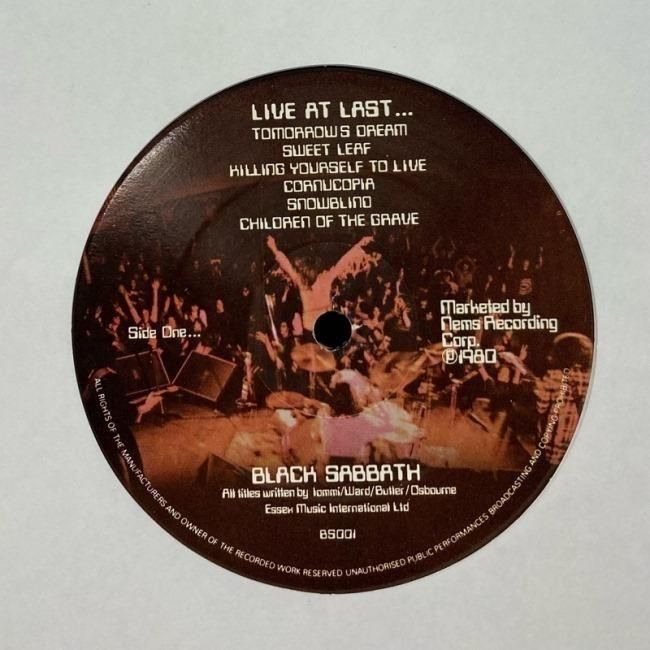 LIVE AT LAST...
TOMORROWS DREAM
SWEET LEAF
KILLING YOURSELF TO LIVE
CORNUCOPIA
SNOWBLIND
CHILDREN OF THE GRAVE
Side One...
Marketed by
Nems Recording
Corp.
℗1980
BLACK SABBATH
All titles written by Iommi/Ward/Butler/Osbourne
Essex Music International Ltd
BS001
ALL RIGHTS OF THE MANUFACTURERS AND OWNER OF THE RECORDED WORK RESERVED UNAUTHORISED PUBLIC PERFORMANCES BROADCASTING AND COPYING PROHIBITED